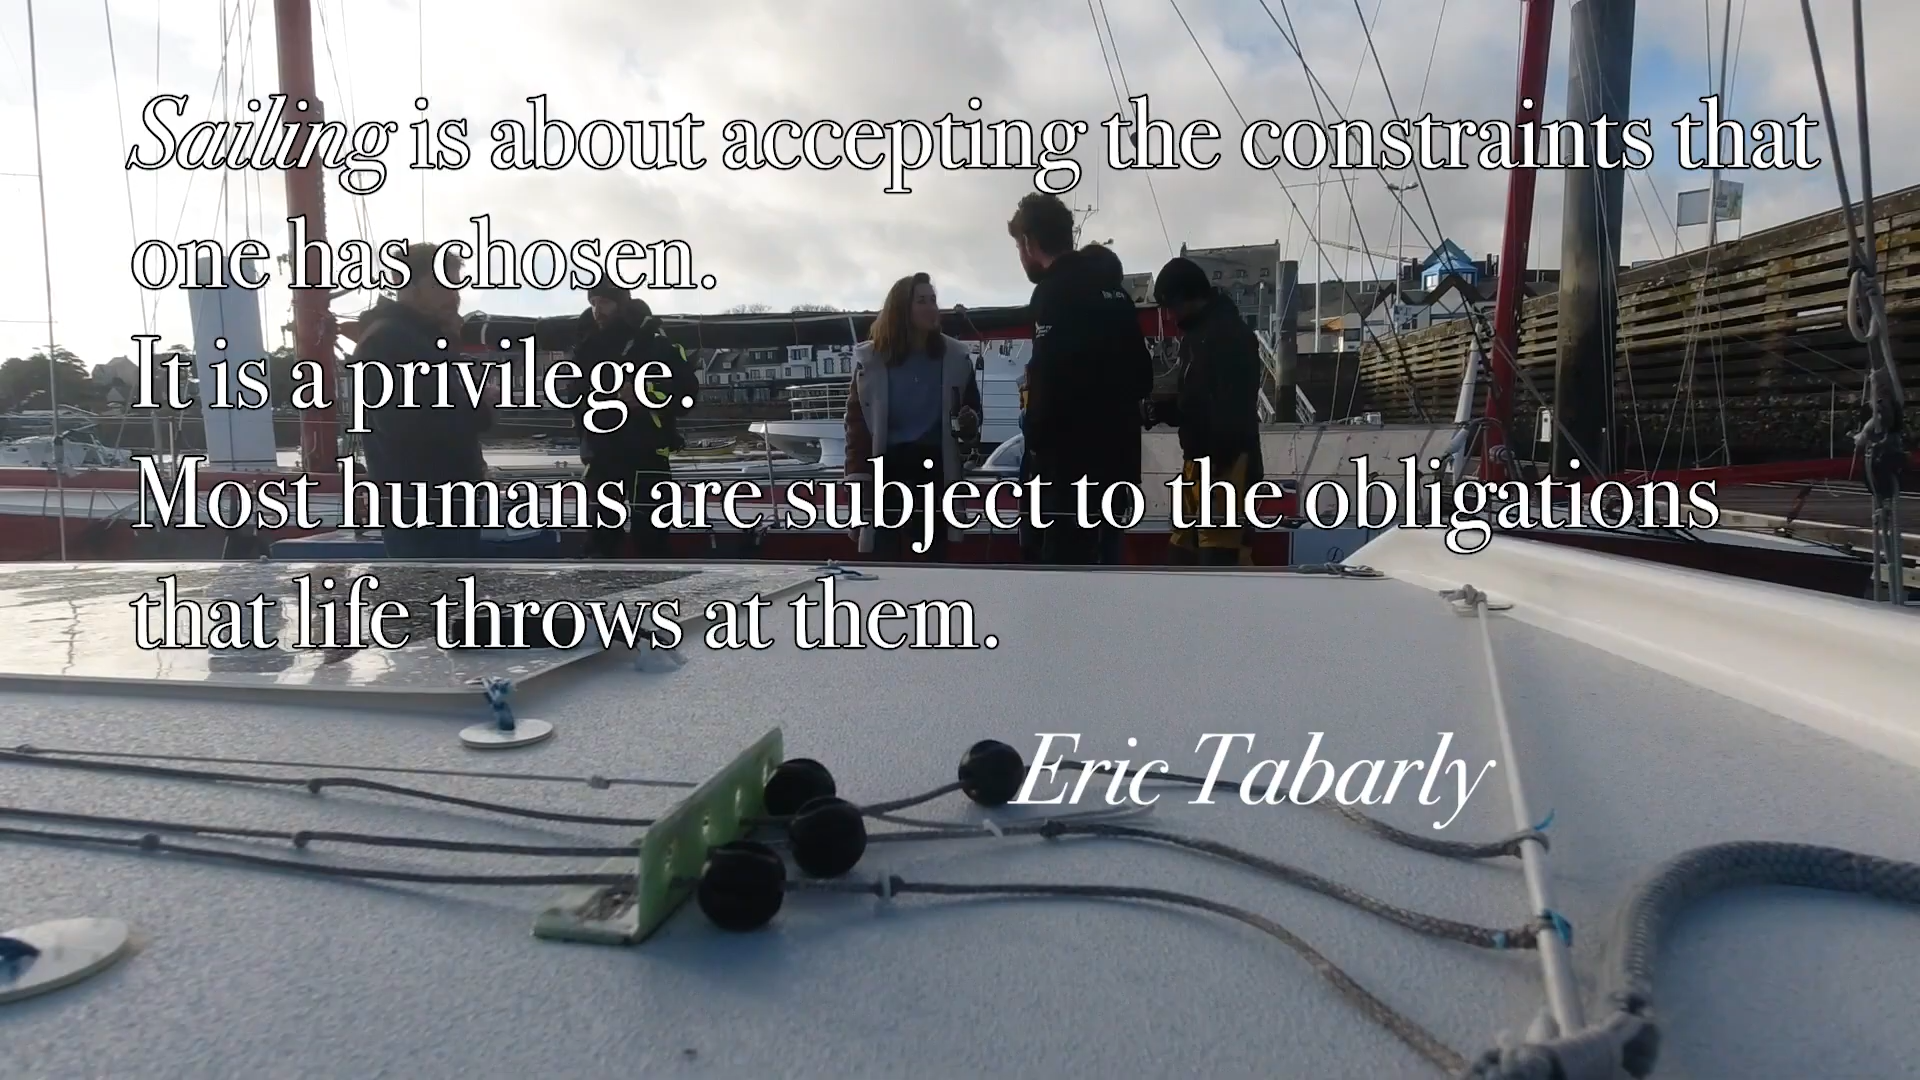 Sailing is about accepting the constraints that
one has chosen.
It is a privilege.
Most humans are subject to the obligations
that life throws at them.
Eric Tabarly